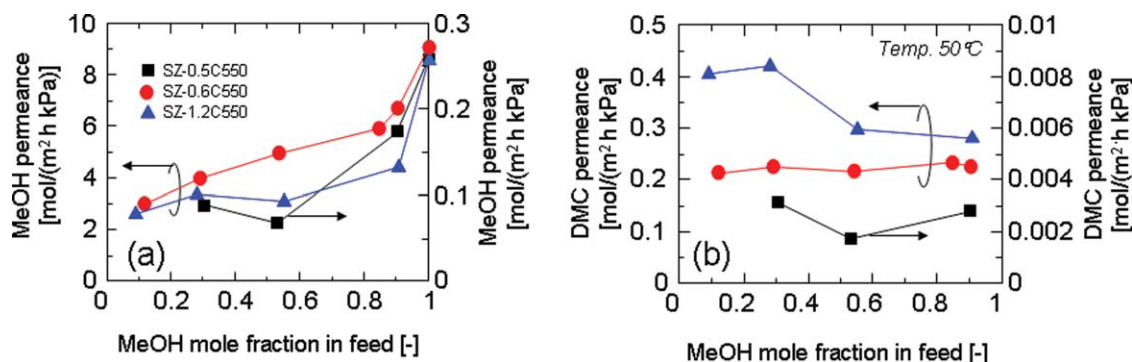 10
8
6
4
2
0
MeOH permeance
[mol/(m² h kPa)]
SZ-0.5C550
SZ-0.6C550
SZ-1.2C550
(a)
0.3
0.2
0.1
0
MeOH permeance
[mol/(m² h kPa)]
0 0.2 0.4 0.6 0.8 1
MeOH mole fraction in feed [-]
0.5
0.4
0.3
0.2
0.1
0
DMC permeance
[mol/(m² h kPa)]
Temp. 50℃
(b)
0.01
0.008
0.006
0.004
0.002
0
DMC permeance
[mol/(m²·h kPa)]
0 0.2 0.4 0.6 0.8 1
MeOH mole fraction in feed [-]